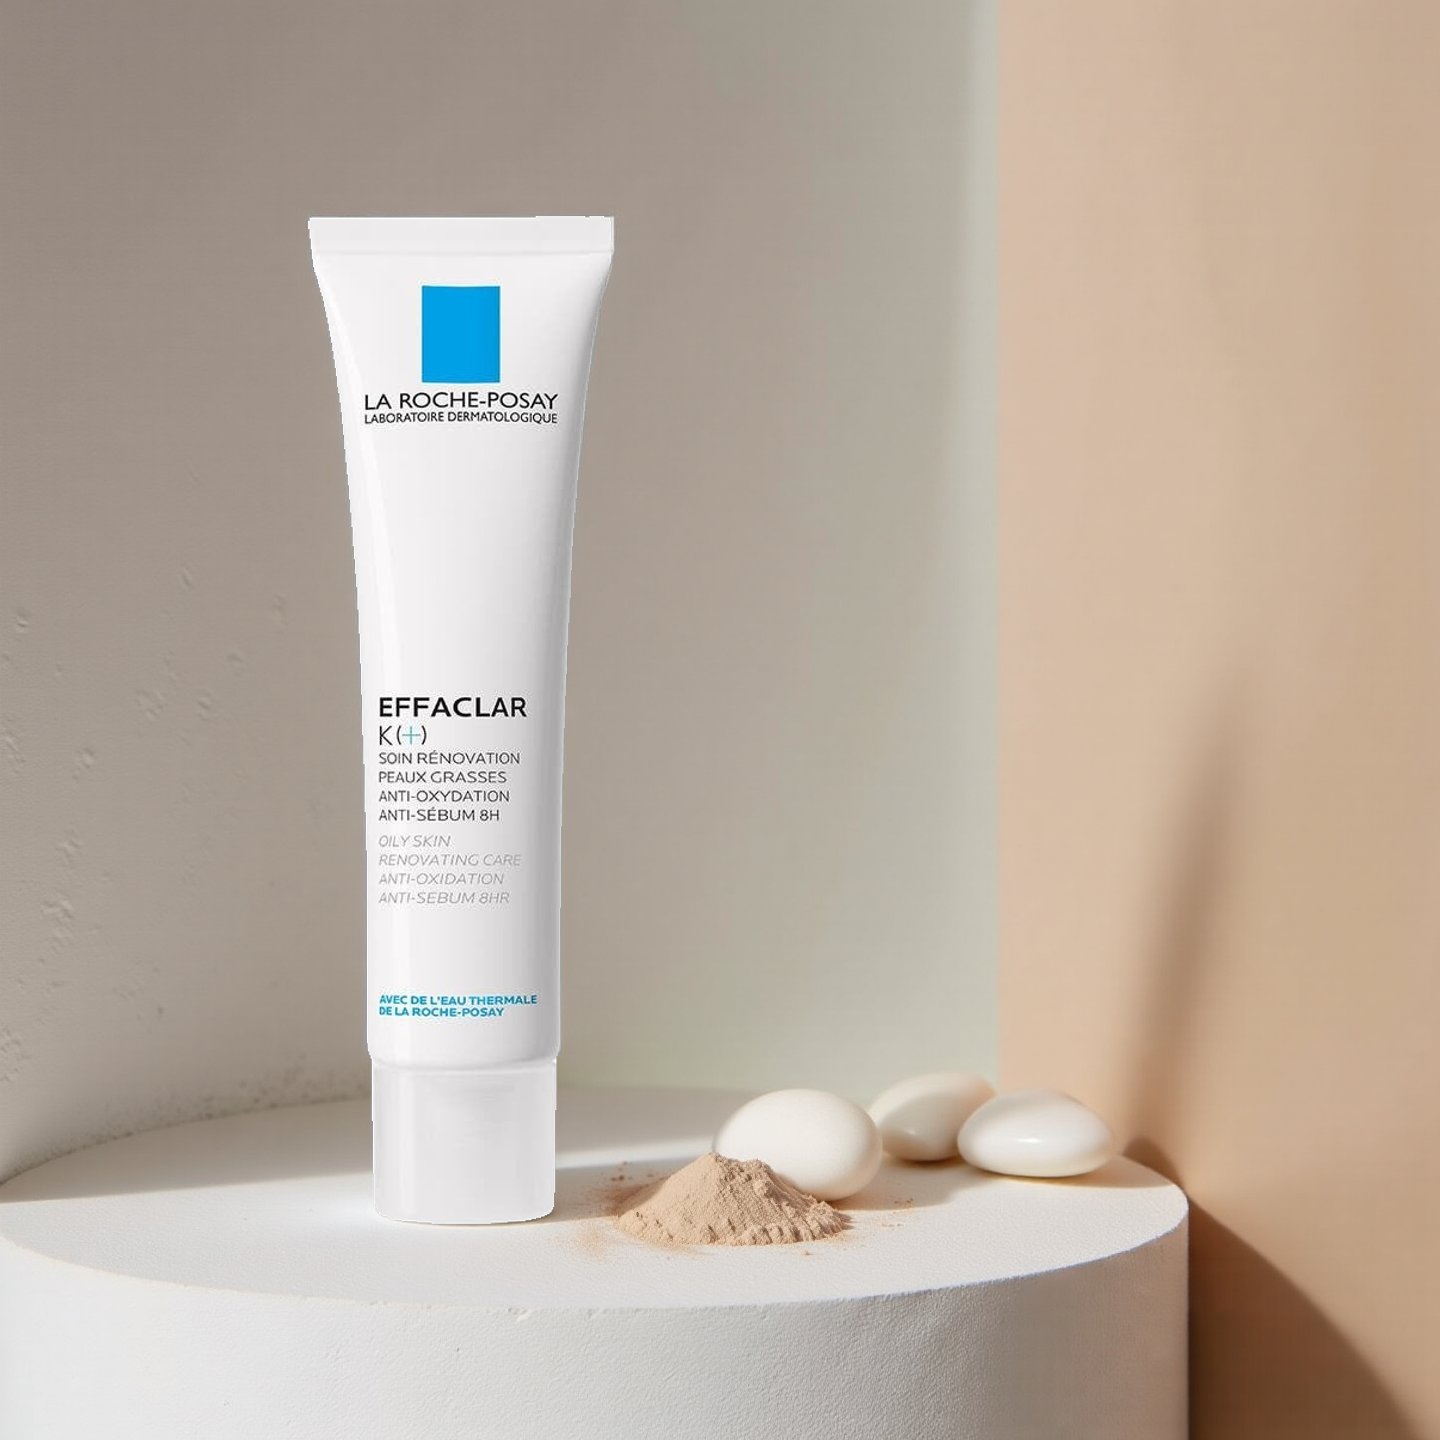 LA ROCHE-POSAY
LABORATOIRE DERMATOLOGIQUE
EFFACLAR
K(+)
SOIN RÉNOVATION
PEAUX GRASSES
ANTI-OXYDATION
ANTI-SÉBUM 8H
OILY SKIN
RENOVATING CARE
ANTI-OXIDATION
ANTI-SEBUM 8HR
AVEC DE L'EAU THERMALE
DE LA ROCHE-POSAY